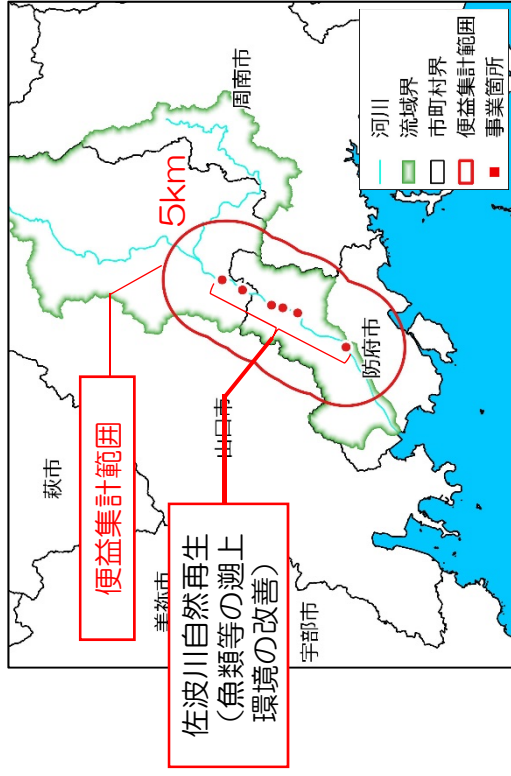 萩市
便益集計範囲
5km
周南市
山口市
美祢市
佐波川自然再生
（魚類等の遡上
環境の改善）
防府市
宇部市
河川
流域界
市町村界
便益集計範囲
事業箇所